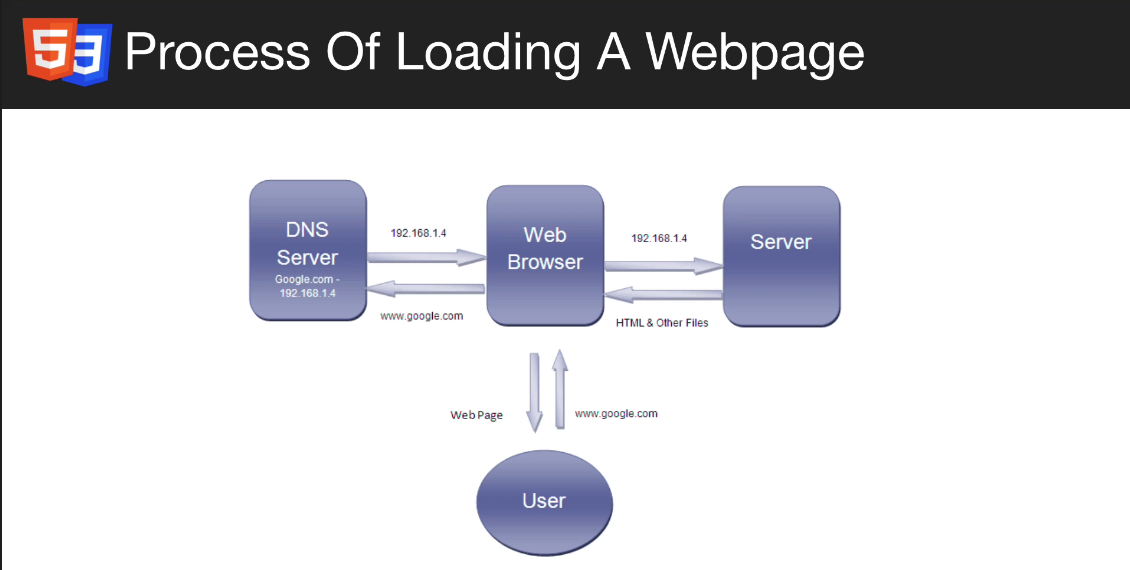 5 3 Process Of Loading A Webpage
DNS
Server
Google.com -
192.168.1.4
192.168.1.4
www.google.com
Web
Browser
192.168.1.4
HTML & Other Files
Server
Web Page
www.google.com
User